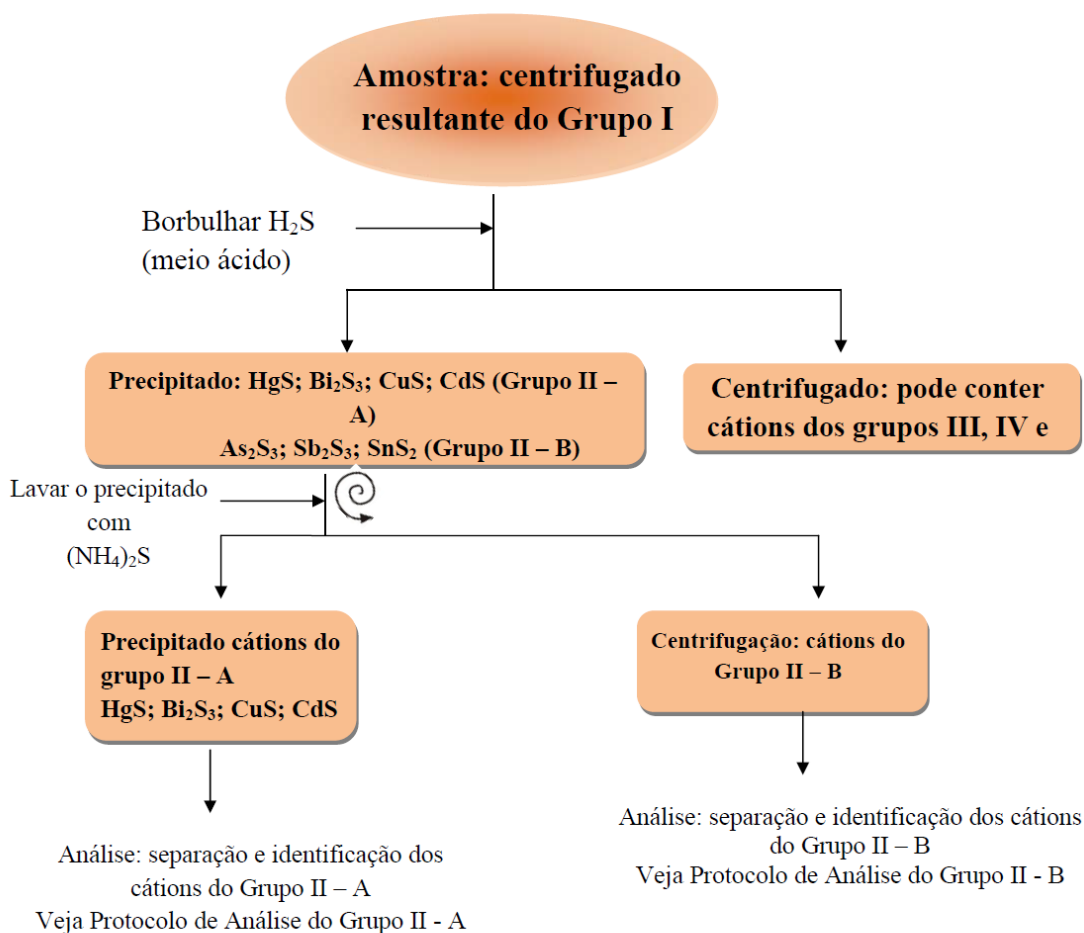 Amostra: centrifugado
resultante do Grupo I
Borbulhar H₂S
(meio ácido)
Precipitado: HgS; Bi₂S₃; CuS; CdS (Grupo II –
A)
As₂S₃; Sb₂S₃; SnS₂ (Grupo II – B)
Centrifugado: pode conter
cátions dos grupos III, IV e
Lavar o precipitado
com
(NH₄)₂S
Precipitado cátions do
grupo II – A
HgS; Bi₂S₃; CuS; CdS
Centrifugação: cátions do
Grupo II – B
Análise: separação e identificação dos
cátions do Grupo II – A
Veja Protocolo de Análise do Grupo II - A
Análise: separação e identificação dos cátions
do Grupo II – B
Veja Protocolo de Análise do Grupo II - B